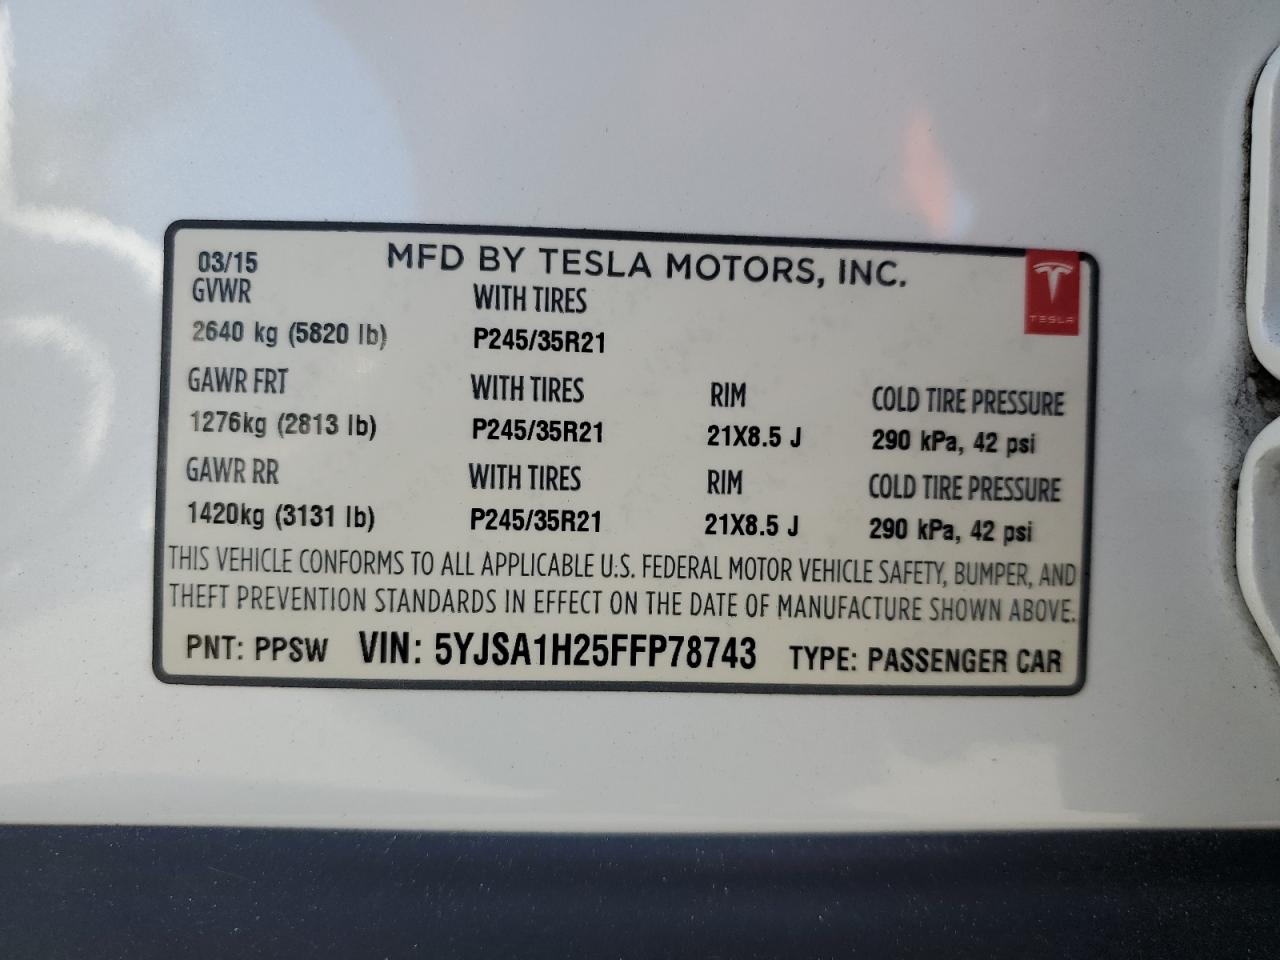 03/15 MFD BY TESLA MOTORS, INC.
TESLA
GVWR WITH TIRES
2640 kg (5820 lb) P245/35R21
GAWR FRT WITH TIRES RIM COLD TIRE PRESSURE
1276kg (2813 lb) P245/35R21 21X8.5 J 290 kPa, 42 psi
GAWR RR WITH TIRES RIM COLD TIRE PRESSURE
1420kg (3131 lb) P245/35R21 21X8.5 J 290 kPa, 42 psi
THIS VEHICLE CONFORMS TO ALL APPLICABLE U.S. FEDERAL MOTOR VEHICLE SAFETY, BUMPER, AND
THEFT PREVENTION STANDARDS IN EFFECT ON THE DATE OF MANUFACTURE SHOWN ABOVE.
PNT: PPSW VIN: 5YJSA1H25FFP78743 TYPE: PASSENGER CAR